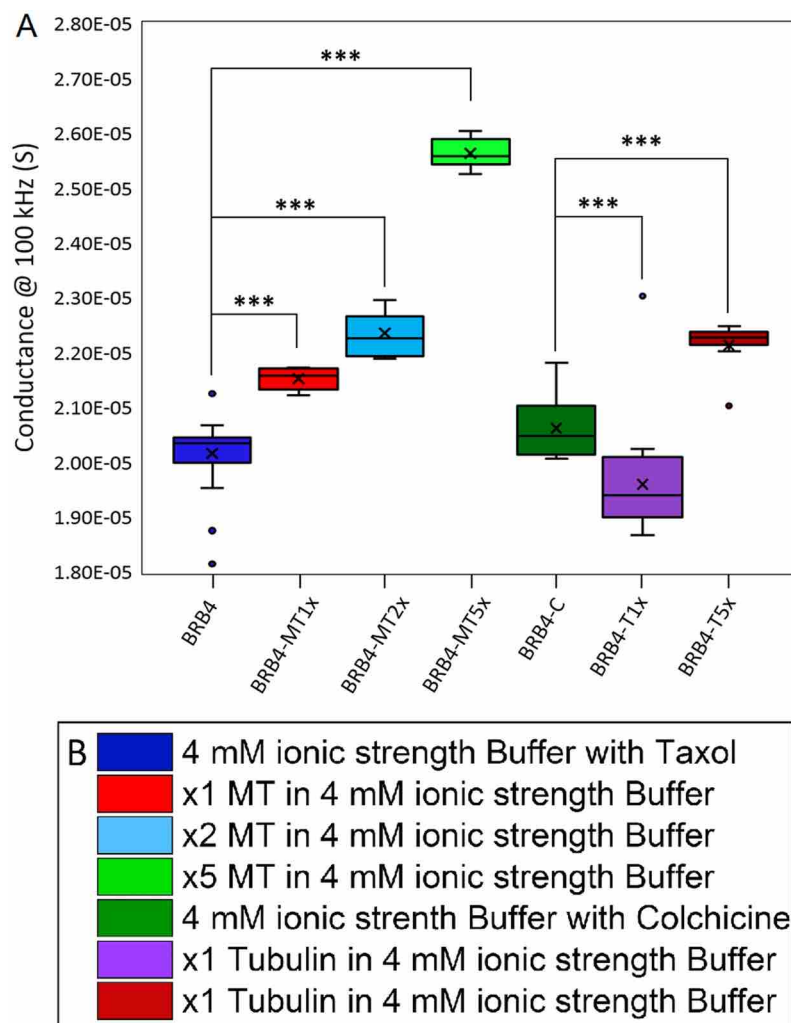 A
Conductance @ 100 kHz (S)
2.80E-05
2.70E-05
2.60E-05
2.50E-05
2.40E-05
2.30E-05
2.20E-05
2.10E-05
2.00E-05
1.90E-05
1.80E-05
***
***
***
***
***
BRB4
BRB4-MT1x
BRB4-MT2x
BRB4-MT5x
BRB4-C
BRB4-T1x
BRB4-T5x
B
4 mM ionic strength Buffer with Taxol
x1 MT in 4 mM ionic strength Buffer
x2 MT in 4 mM ionic strength Buffer
x5 MT in 4 mM ionic strength Buffer
4 mM ionic strenth Buffer with Colchicine
x1 Tubulin in 4 mM ionic strength Buffer
x1 Tubulin in 4 mM ionic strength Buffer